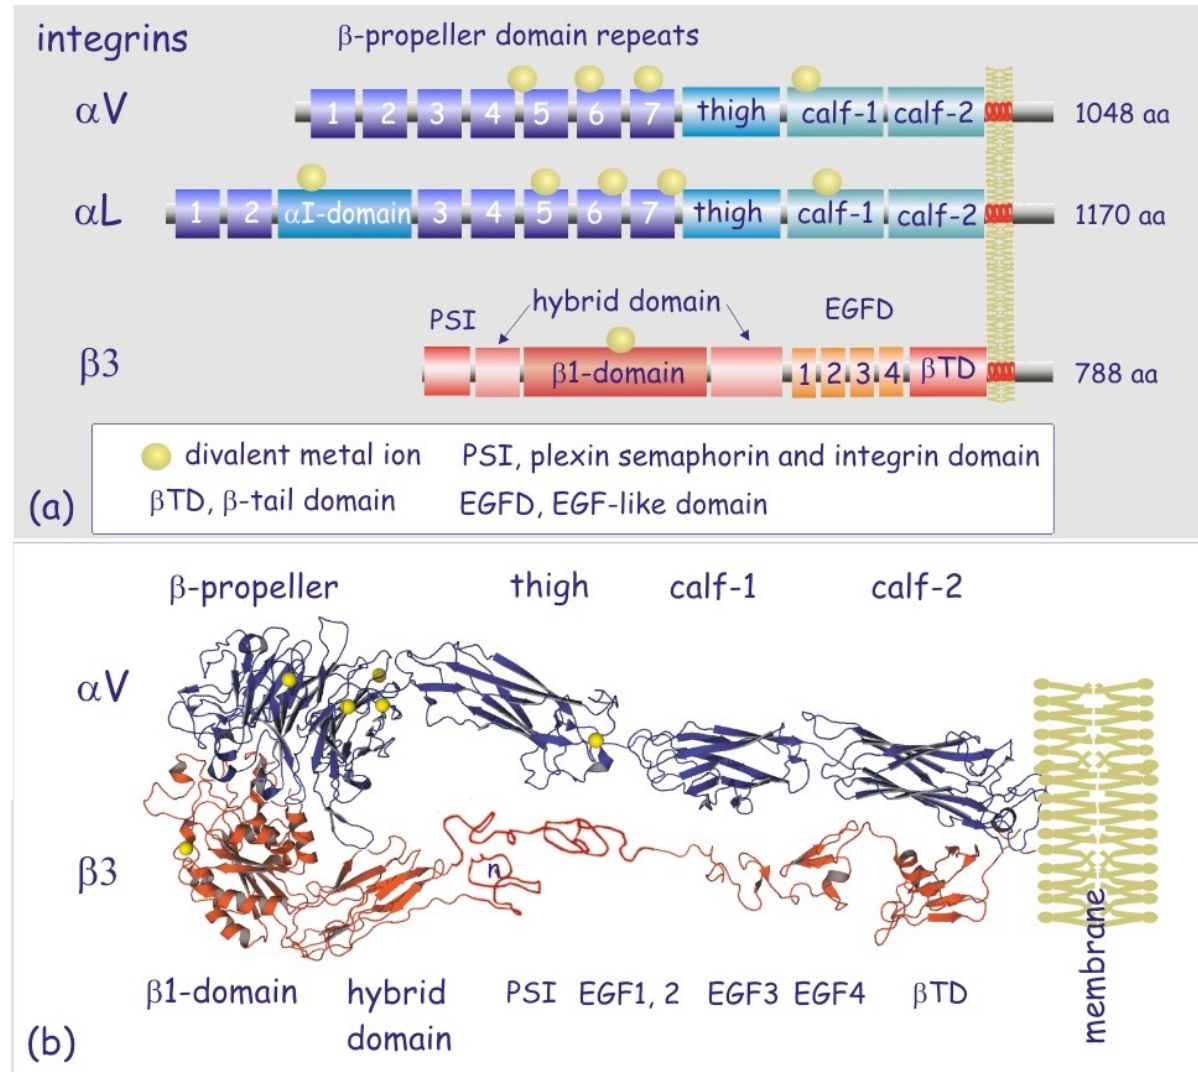 integrins
β-propeller domain repeats
αV
1 2 3 4 5 6 7 thigh calf-1 calf-2
1048 aa
αL
1 2 αI-domain 3 4 5 6 7 thigh calf-1 calf-2
1170 aa
hybrid domain
PSI
EGFD
β3
β1-domain
1 2 3 4 βTD
788 aa
divalent metal ion
PSI, plexin semaphorin and integrin domain
βTD, β-tail domain
EGFD, EGF-like domain
(a)
β-propeller
thigh
calf-1
calf-2
αV
β3
n
membrane
β1-domain
hybrid
domain
PSI
EGF1, 2
EGF3
EGF4
βTD
(b)